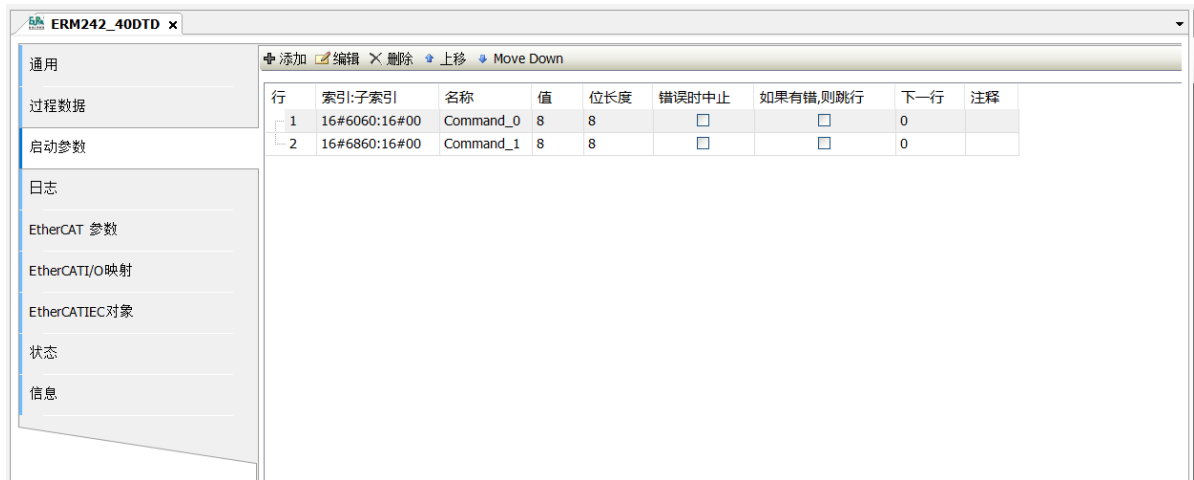 ERM242_40DTD
通用
过程数据
启动参数
日志
EtherCAT 参数
EtherCATI/O映射
EtherCATIEC对象
状态
信息
添加 编辑 删除 上移 Move Down
行 索引:子索引 名称 值 位长度 错误时中止 如果有错,则跳行 下一行 注释
1 16#6060:16#00 Command_0 8 8 0
2 16#6860:16#00 Command_1 8 8 0